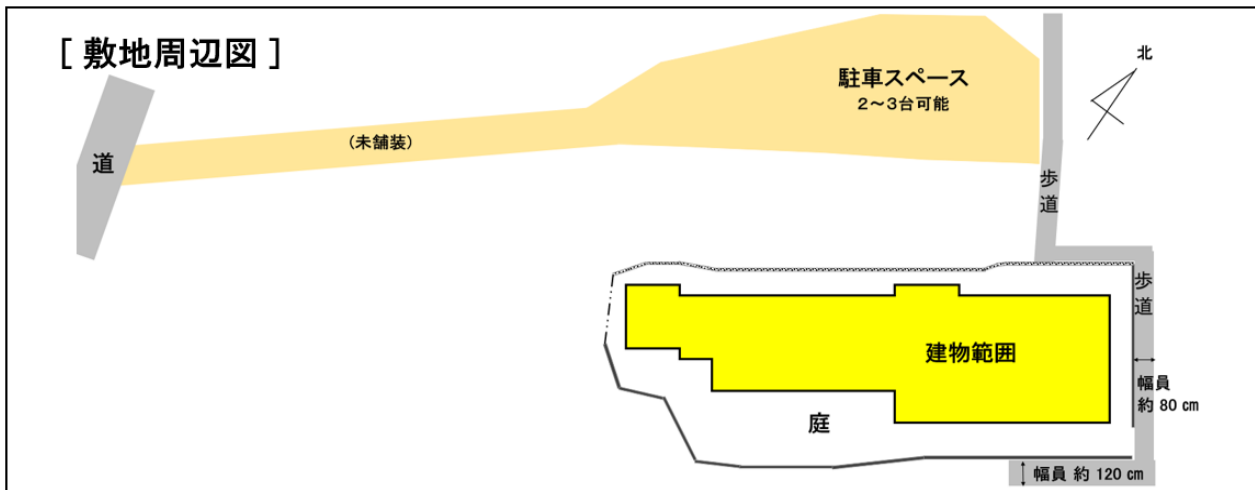 [ 敷地周辺図 ]
北
駐車スペース
2～3台可能
(未舗装)
道
歩道
歩道
建物範囲
幅員
約 80 ㎝
庭
幅員 約 120 ㎝